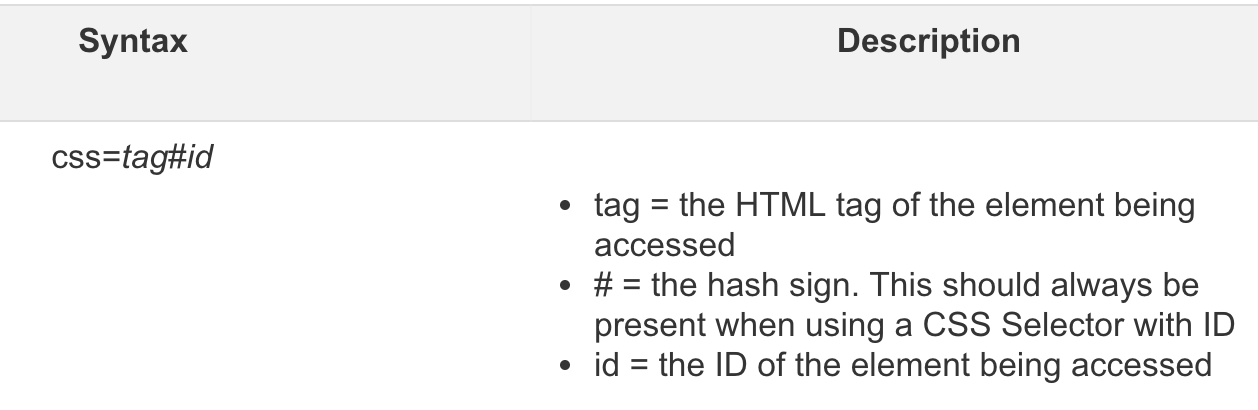 Syntax Description
css=tag#id
• tag = the HTML tag of the element being
accessed
• # = the hash sign. This should always be
present when using a CSS Selector with ID
• id = the ID of the element being accessed